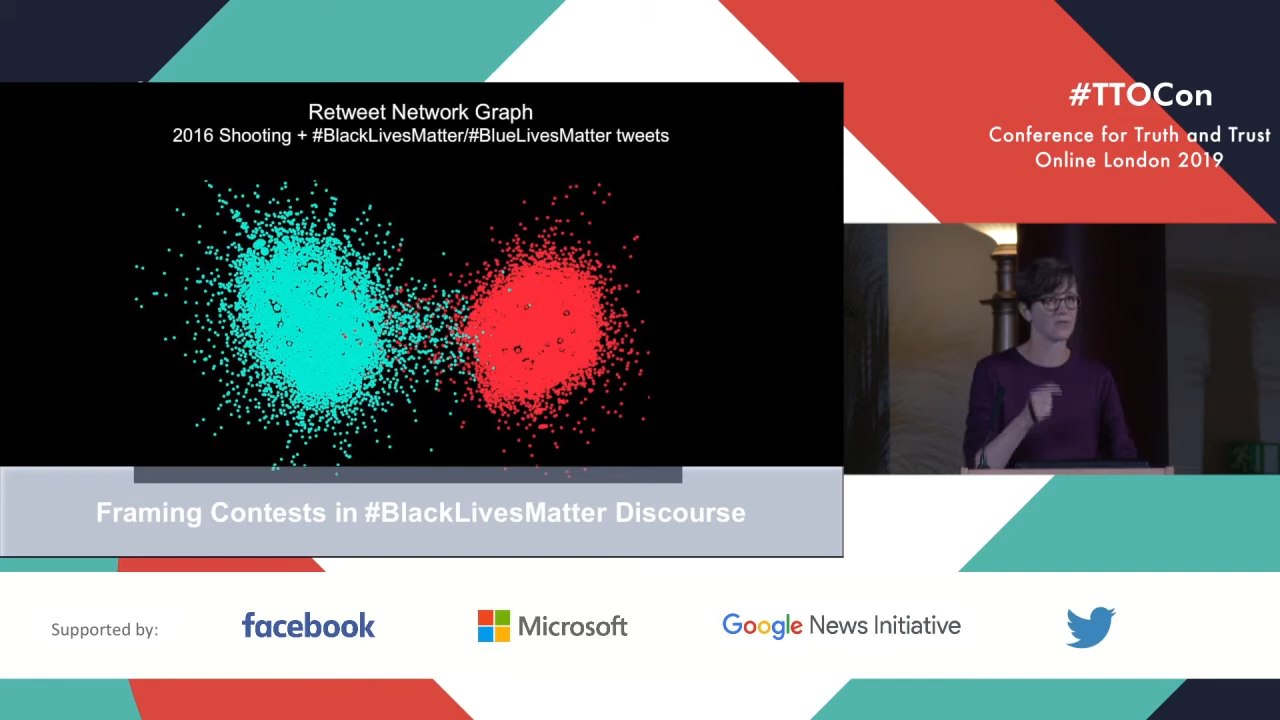 Retweet Network Graph
2016 Shooting + #BlackLivesMatter/#BlueLivesMatter tweets
Framing Contests in #BlackLivesMatter Discourse
#TTOCon
Conference for Truth and Trust
Online London 2019
Supported by:
facebook
Microsoft
Google News Initiative